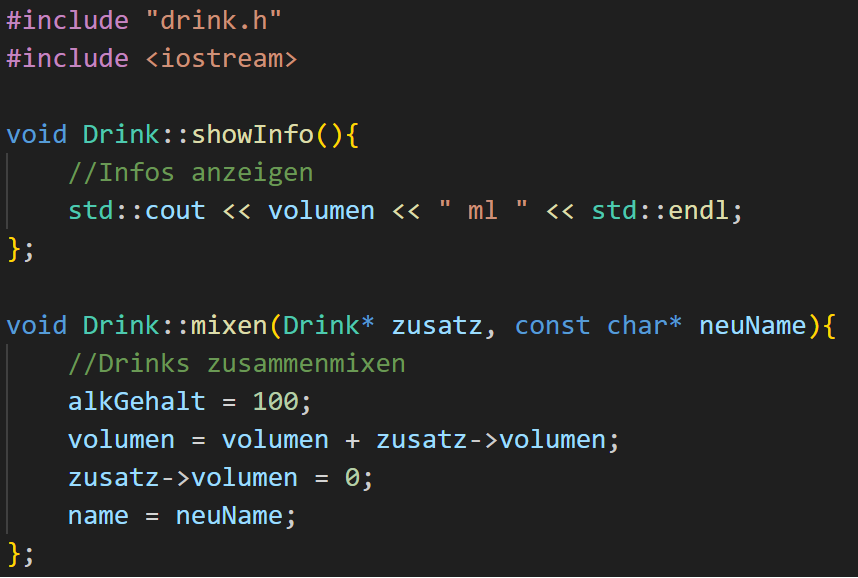 #include "drink.h"
#include <iostream>
void Drink::showInfo(){
//Infos anzeigen
std::cout << volumen << " ml " << std::endl;
};
void Drink::mixen(Drink* zusatz, const char* neuName){
//Drinks zusammenmixen
alkGehalt = 100;
volumen = volumen + zusatz->volumen;
zusatz->volumen = 0;
name = neuName;
};